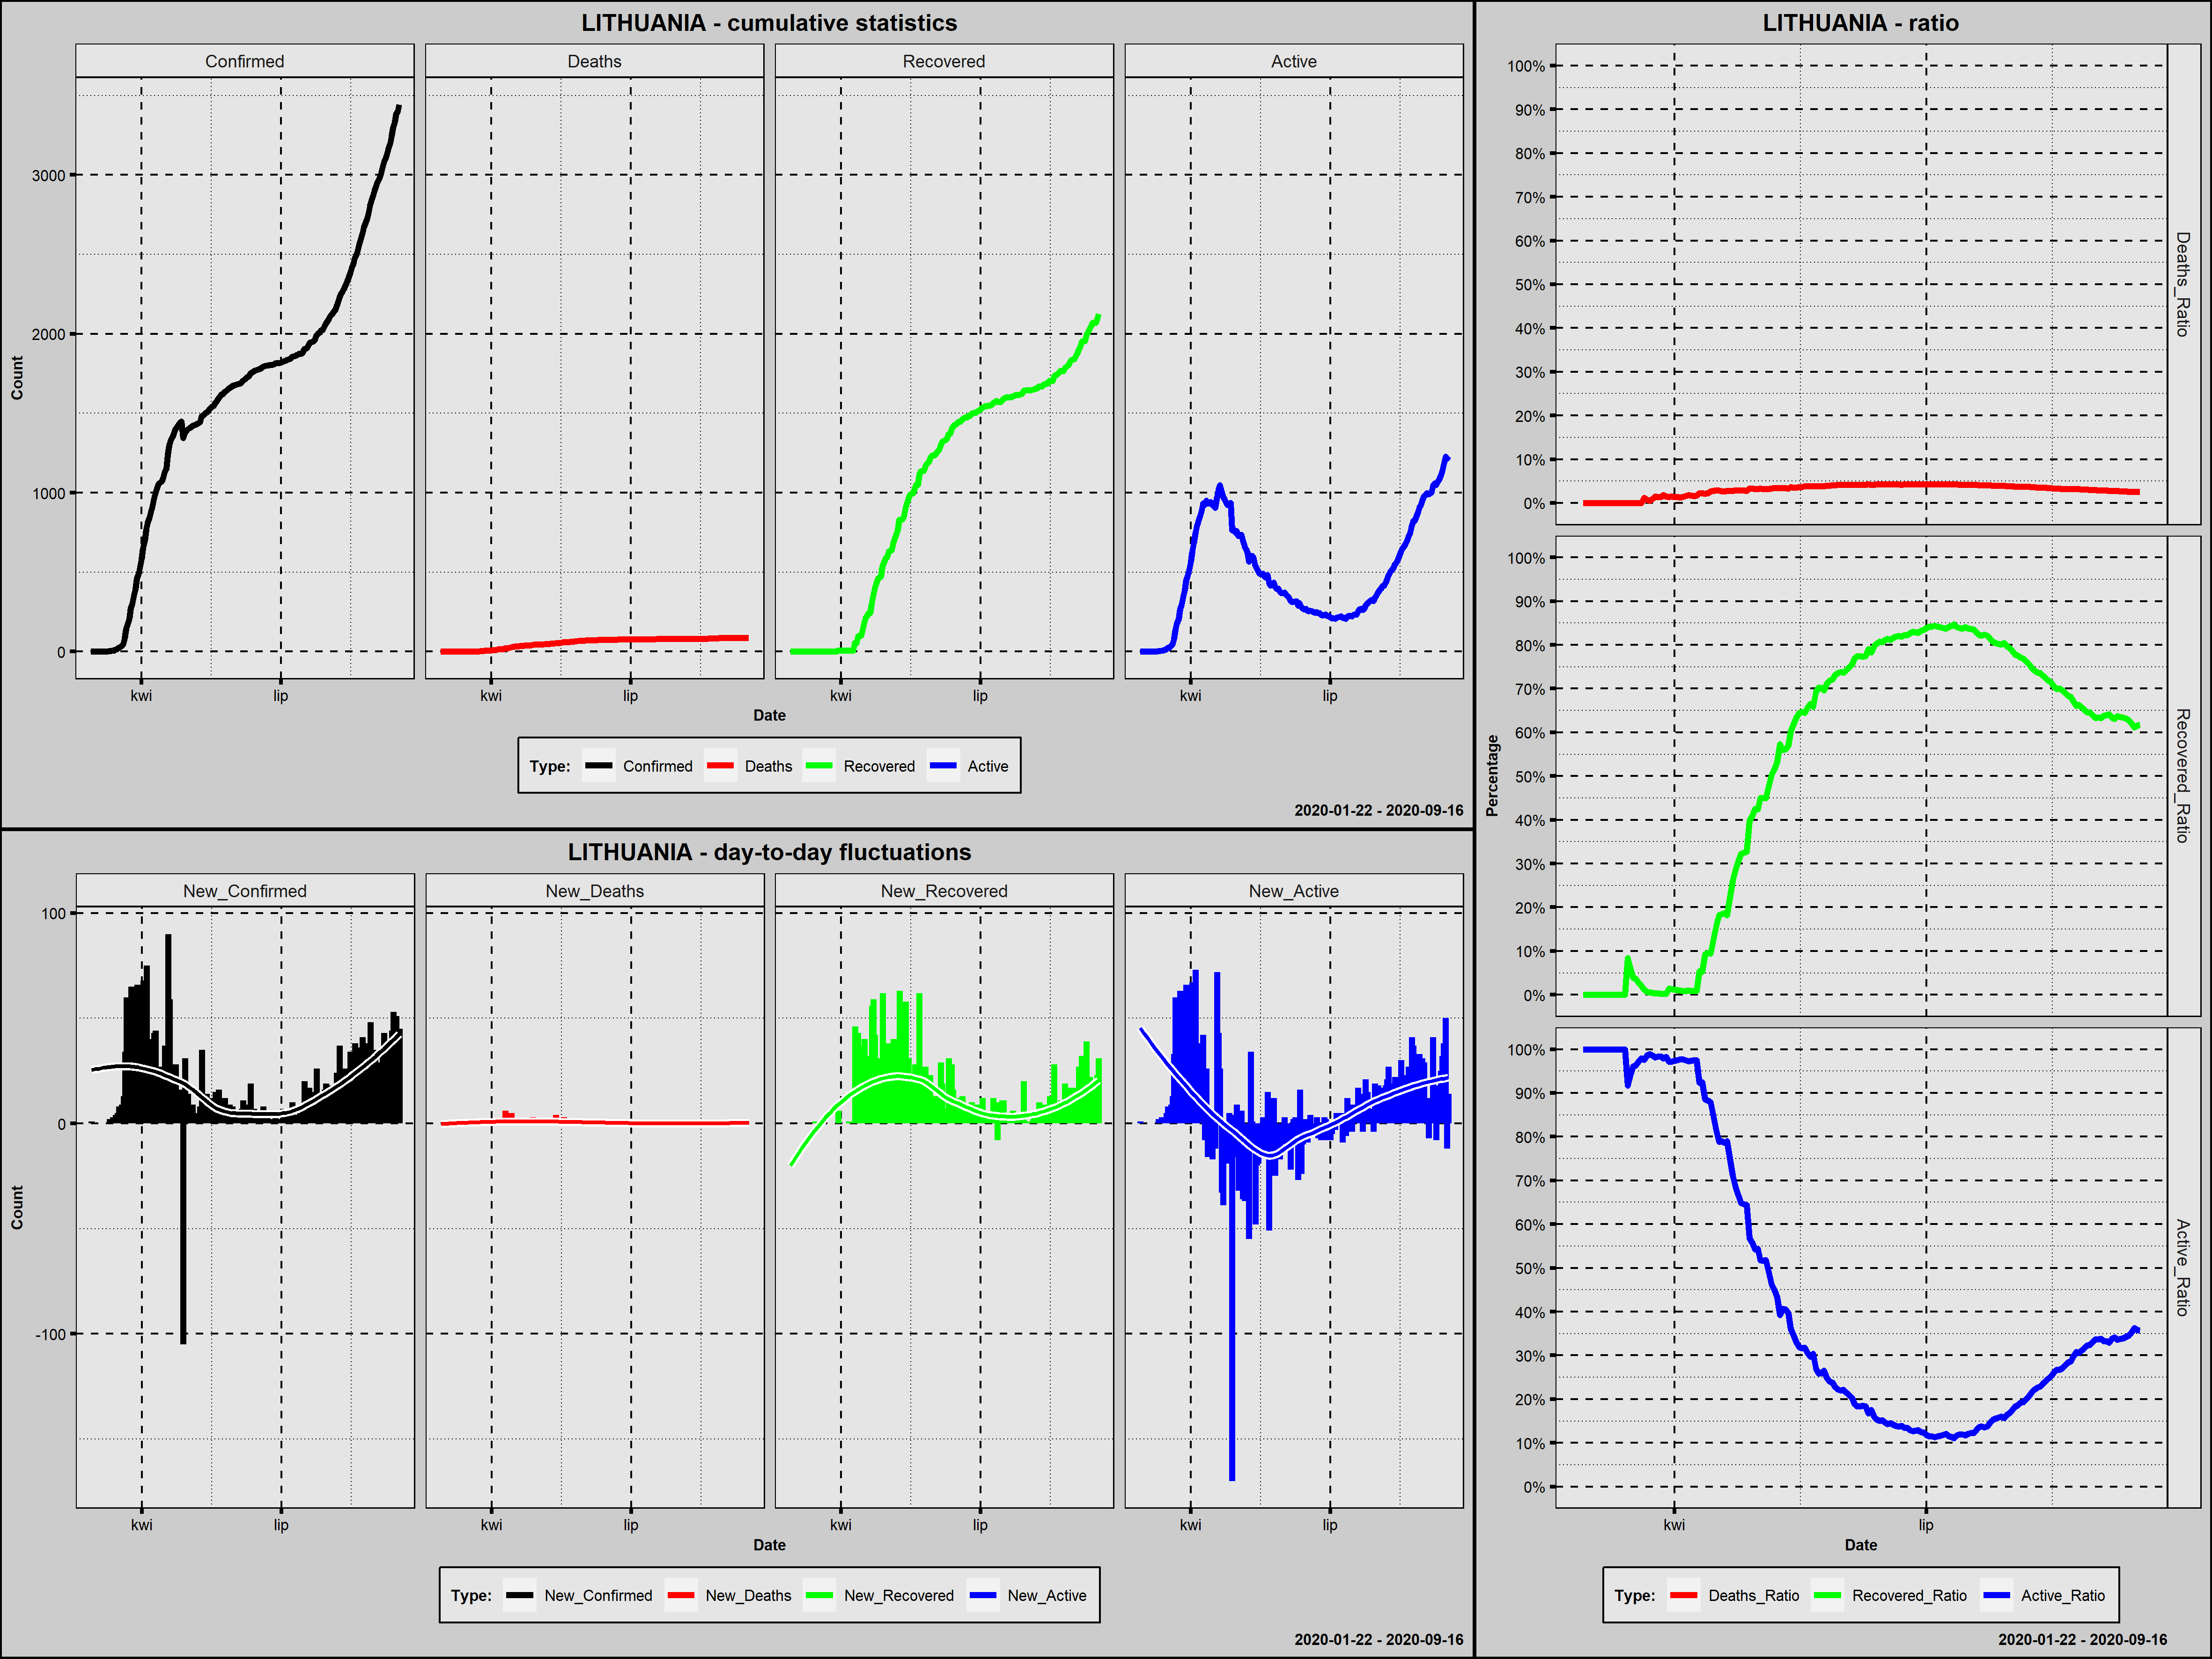 LITHUANIA - cumulative statistics
Confirmed Deaths Recovered Active
Count
3000
2000
1000
0
kwi lip kwi lip kwi lip kwi lip
Date
Type: Confirmed Deaths Recovered Active
2020-01-22 - 2020-09-16
LITHUANIA - day-to-day fluctuations
New_Confirmed New_Deaths New_Recovered New_Active
Count
100
0
-100
kwi lip kwi lip kwi lip kwi lip
Date
Type: New_Confirmed New_Deaths New_Recovered New_Active
2020-01-22 - 2020-09-16
LITHUANIA - ratio
Percentage
100%
90%
80%
70%
60%
50%
40%
30%
20%
10%
0%
Deaths_Ratio
100%
90%
80%
70%
60%
50%
40%
30%
20%
10%
0%
Recovered_Ratio
100%
90%
80%
70%
60%
50%
40%
30%
20%
10%
0%
Active_Ratio
kwi lip
Date
Type: Deaths_Ratio Recovered_Ratio Active_Ratio
2020-01-22 - 2020-09-16